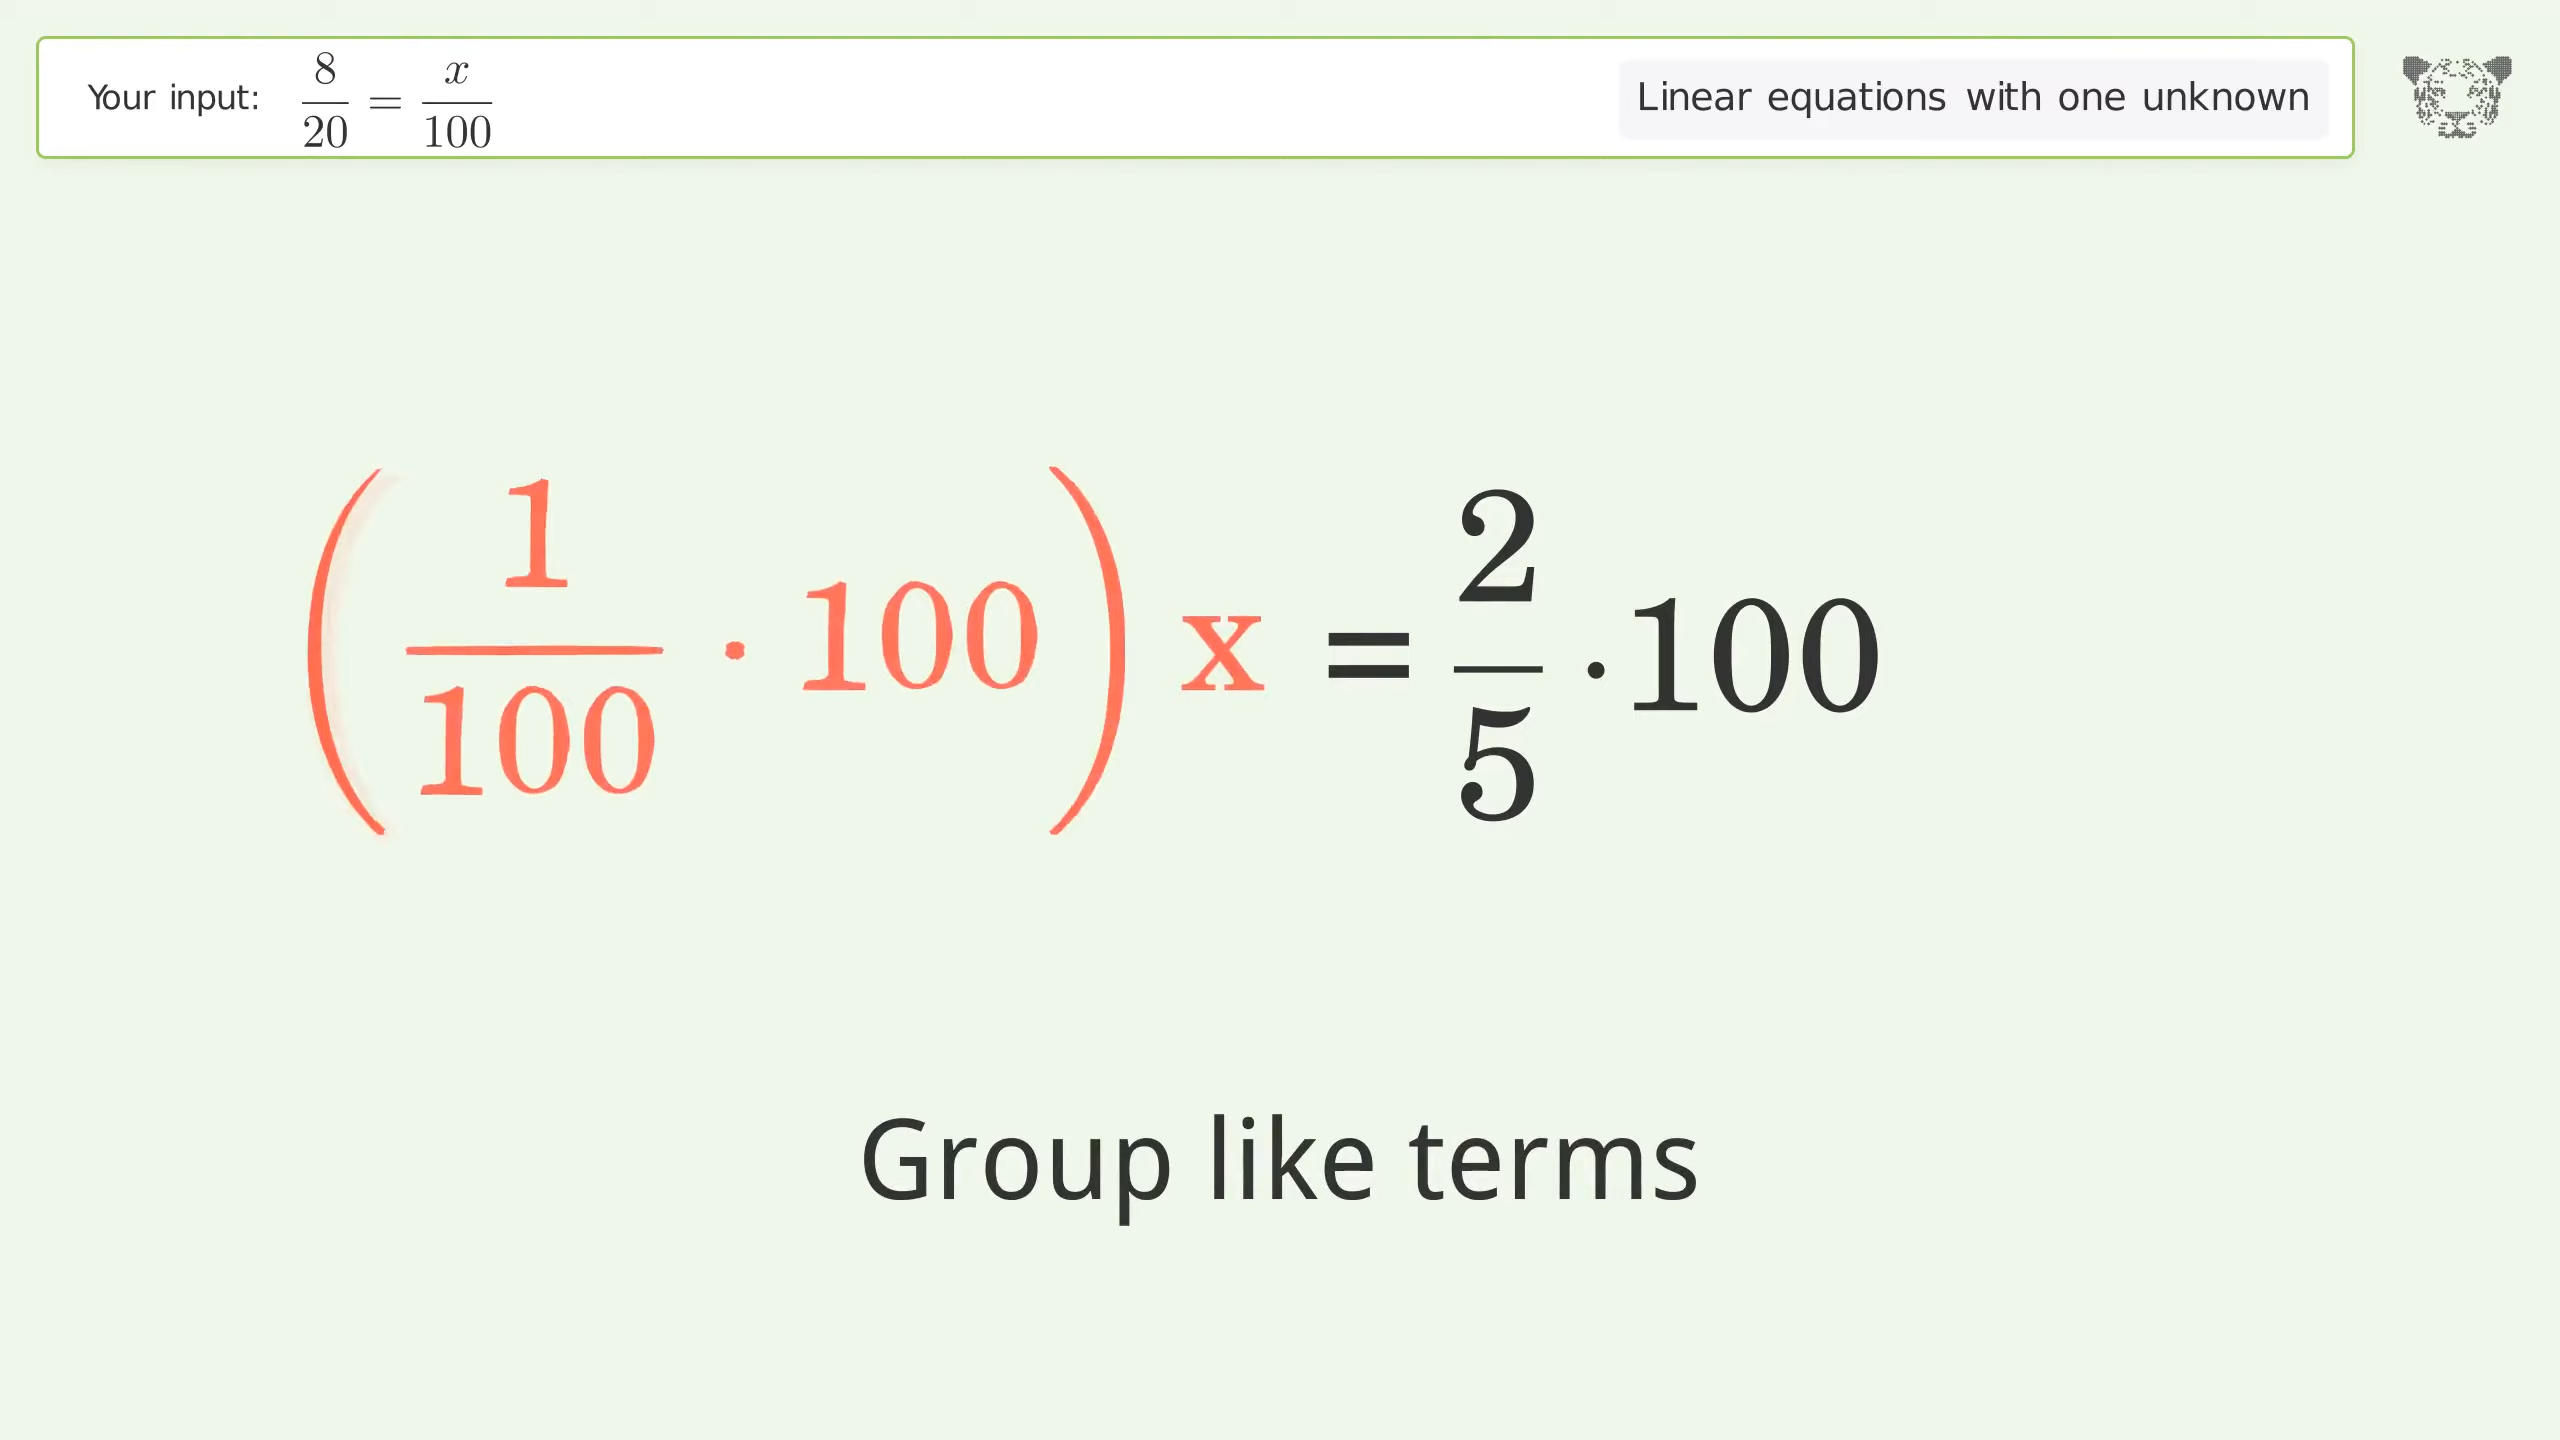 Your input: 8/20 = x/100 Linear equations with one unknown
(1/100 · 100) x = 2/5 · 100
Group like terms